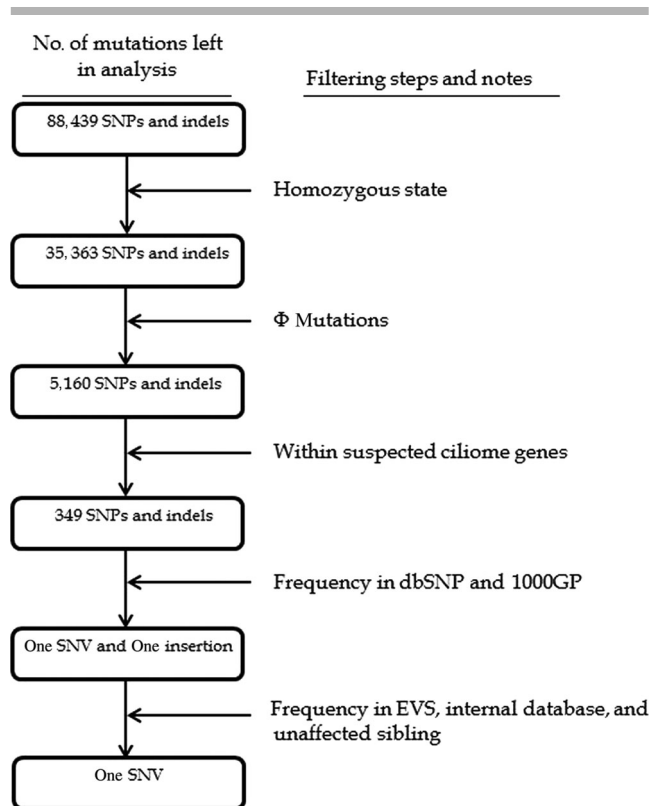 No. of mutations left
in analysis
Filtering steps and notes
88,439 SNPs and indels
Homozygous state
35,363 SNPs and indels
Φ Mutations
5,160 SNPs and indels
Within suspected ciliome genes
349 SNPs and indels
Frequency in dbSNP and 1000GP
One SNV and One insertion
Frequency in EVS, internal database, and
unaffected sibling
One SNV